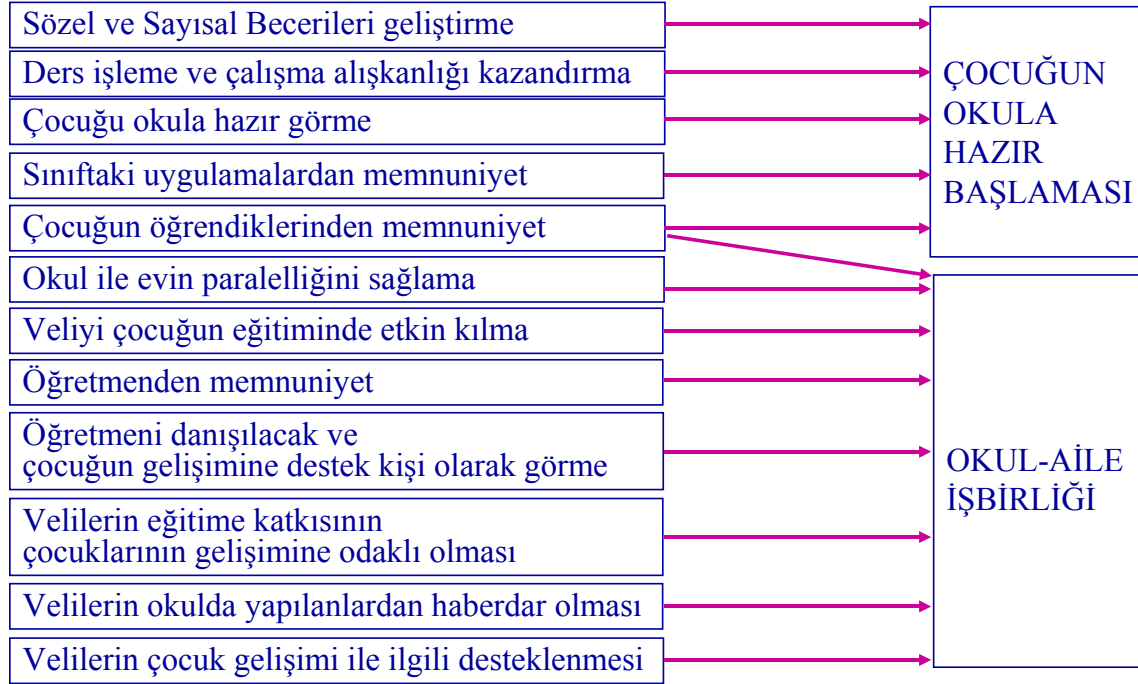 Sözel ve Sayısal Becerileri geliştirme
Ders işleme ve çalışma alışkanlığı kazandırma
Çocuğu okula hazır görme
Sınıftaki uygulamalardan memnuniyet
Çocuğun öğrendiklerinden memnuniyet
Okul ile evin paralelliğini sağlama
Veliyi çocuğun eğitiminde etkin kılma
Öğretmenden memnuniyet
Öğretmeni danışılacak ve
çocuğun gelişimine destek kişi olarak görme
Velilerin eğitime katkısının
çocuklarının gelişimine odaklı olması
Velilerin okulda yapılanlardan haberdar olması
Velilerin çocuk gelişimi ile ilgili desteklenmesi
ÇOCUĞUN
OKULA
HAZIR
BAŞLAMASI
OKUL-AİLE
İŞBİRLİĞİ